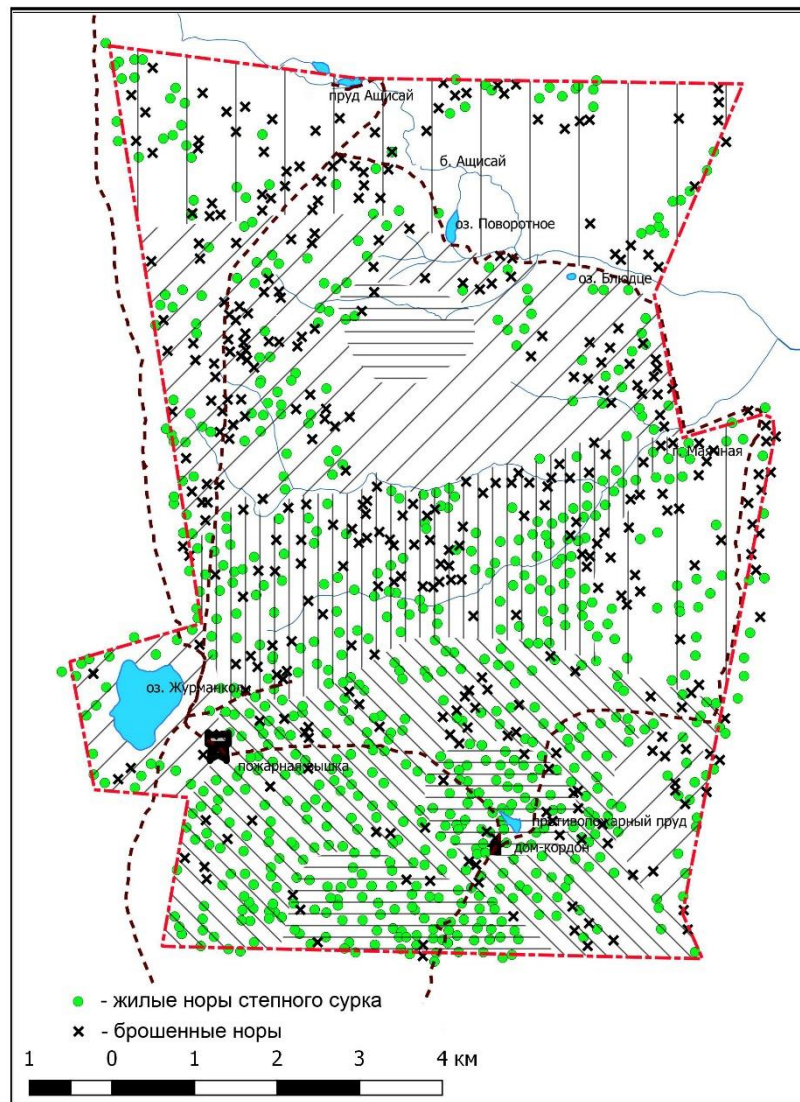 пруд Ащисай
б. Ащисай
оз. Поворотное
оз. Блюдце
г. Маячная
оз. Журманколь
пожарная вышка
противопожарный пруд
дом-кордон
- жилые норы степного сурка
- брошенные норы
1 0 1 2 3 4 км